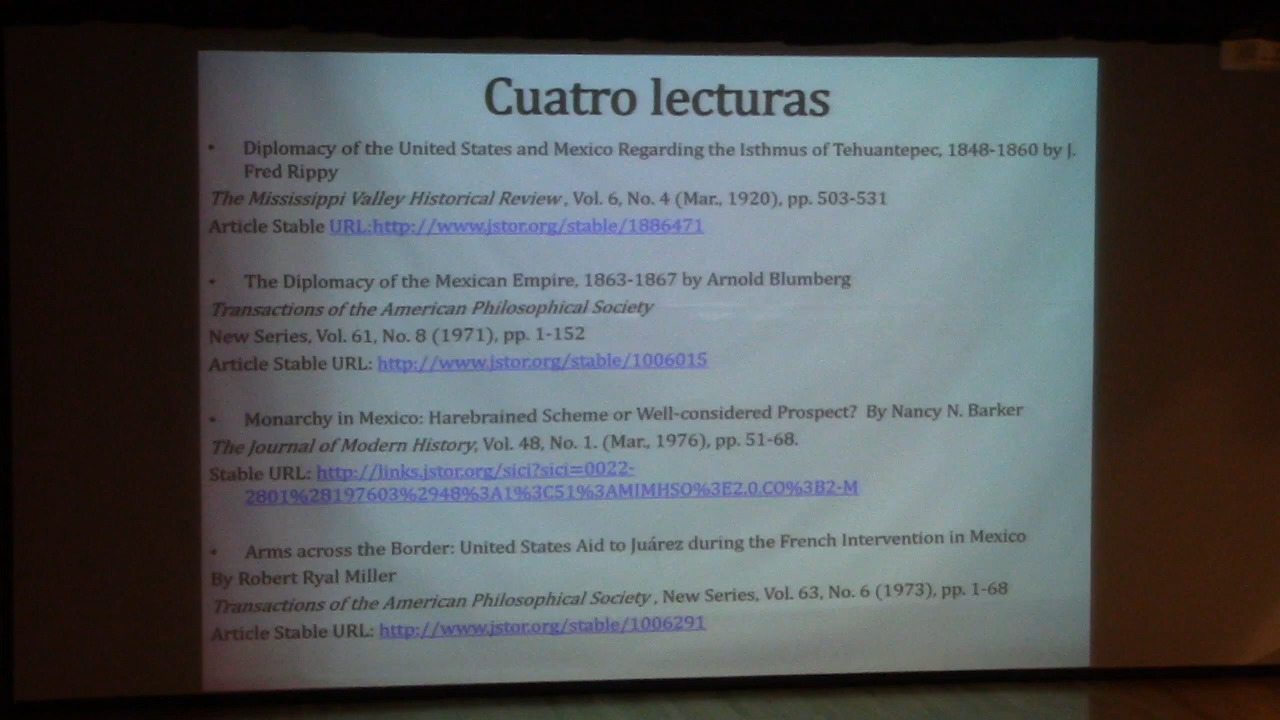 Cuatro lecturas
• Diplomacy of the United States and Mexico Regarding the Isthmus of Tehuantepec, 1848-1860 by J.
Fred Rippy
The Mississippi Valley Historical Review, Vol. 6, No. 4 (Mar., 1920), pp. 503-531
Article Stable URL:http://www.jstor.org/stable/1886471
• The Diplomacy of the Mexican Empire, 1863-1867 by Arnold Blumberg
Transactions of the American Philosophical Society
New Series, Vol. 61, No. 8 (1971), pp. 1-152
Article Stable URL: http://www.jstor.org/stable/1006015
• Monarchy in Mexico: Harebrained Scheme or Well-considered Prospect? By Nancy N. Barker
The Journal of Modern History, Vol. 48, No. 1. (Mar., 1976), pp. 51-68.
Stable URL: http://links.jstor.org/sici?sici=0022-
2801%28197603%2948%3A1%3C51%3AMIMHSO%3E2.0.CO%3B2-M
• Arms across the Border: United States Aid to Juárez during the French Intervention in Mexico
By Robert Ryal Miller
Transactions of the American Philosophical Society, New Series, Vol. 63, No. 6 (1973), pp. 1-68
Article Stable URL: http://www.jstor.org/stable/1006291